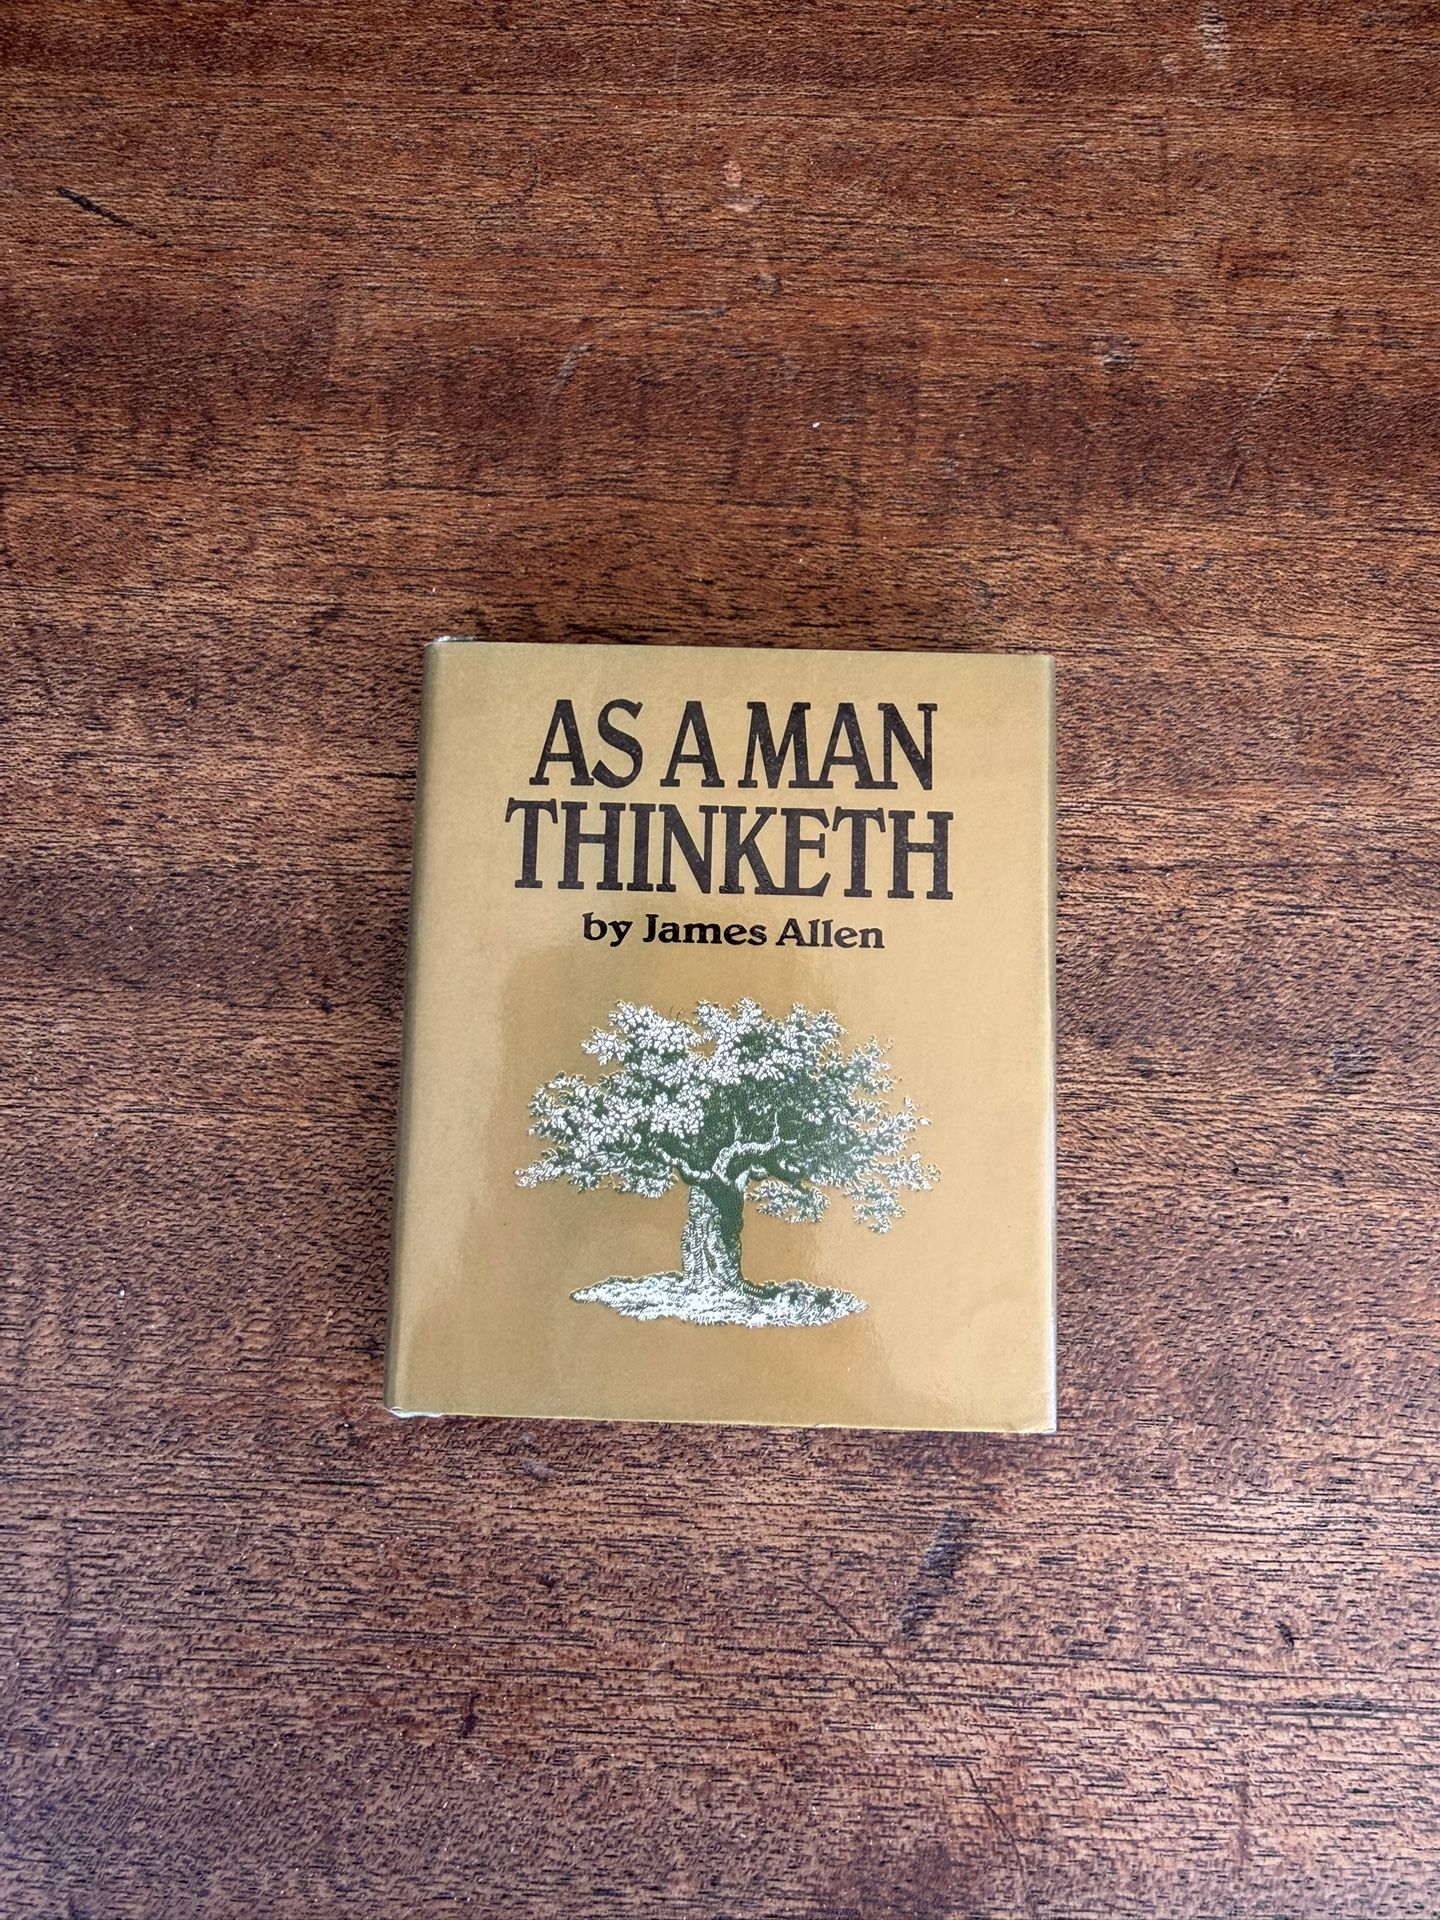 AS A MAN
THINKETH
by James Allen